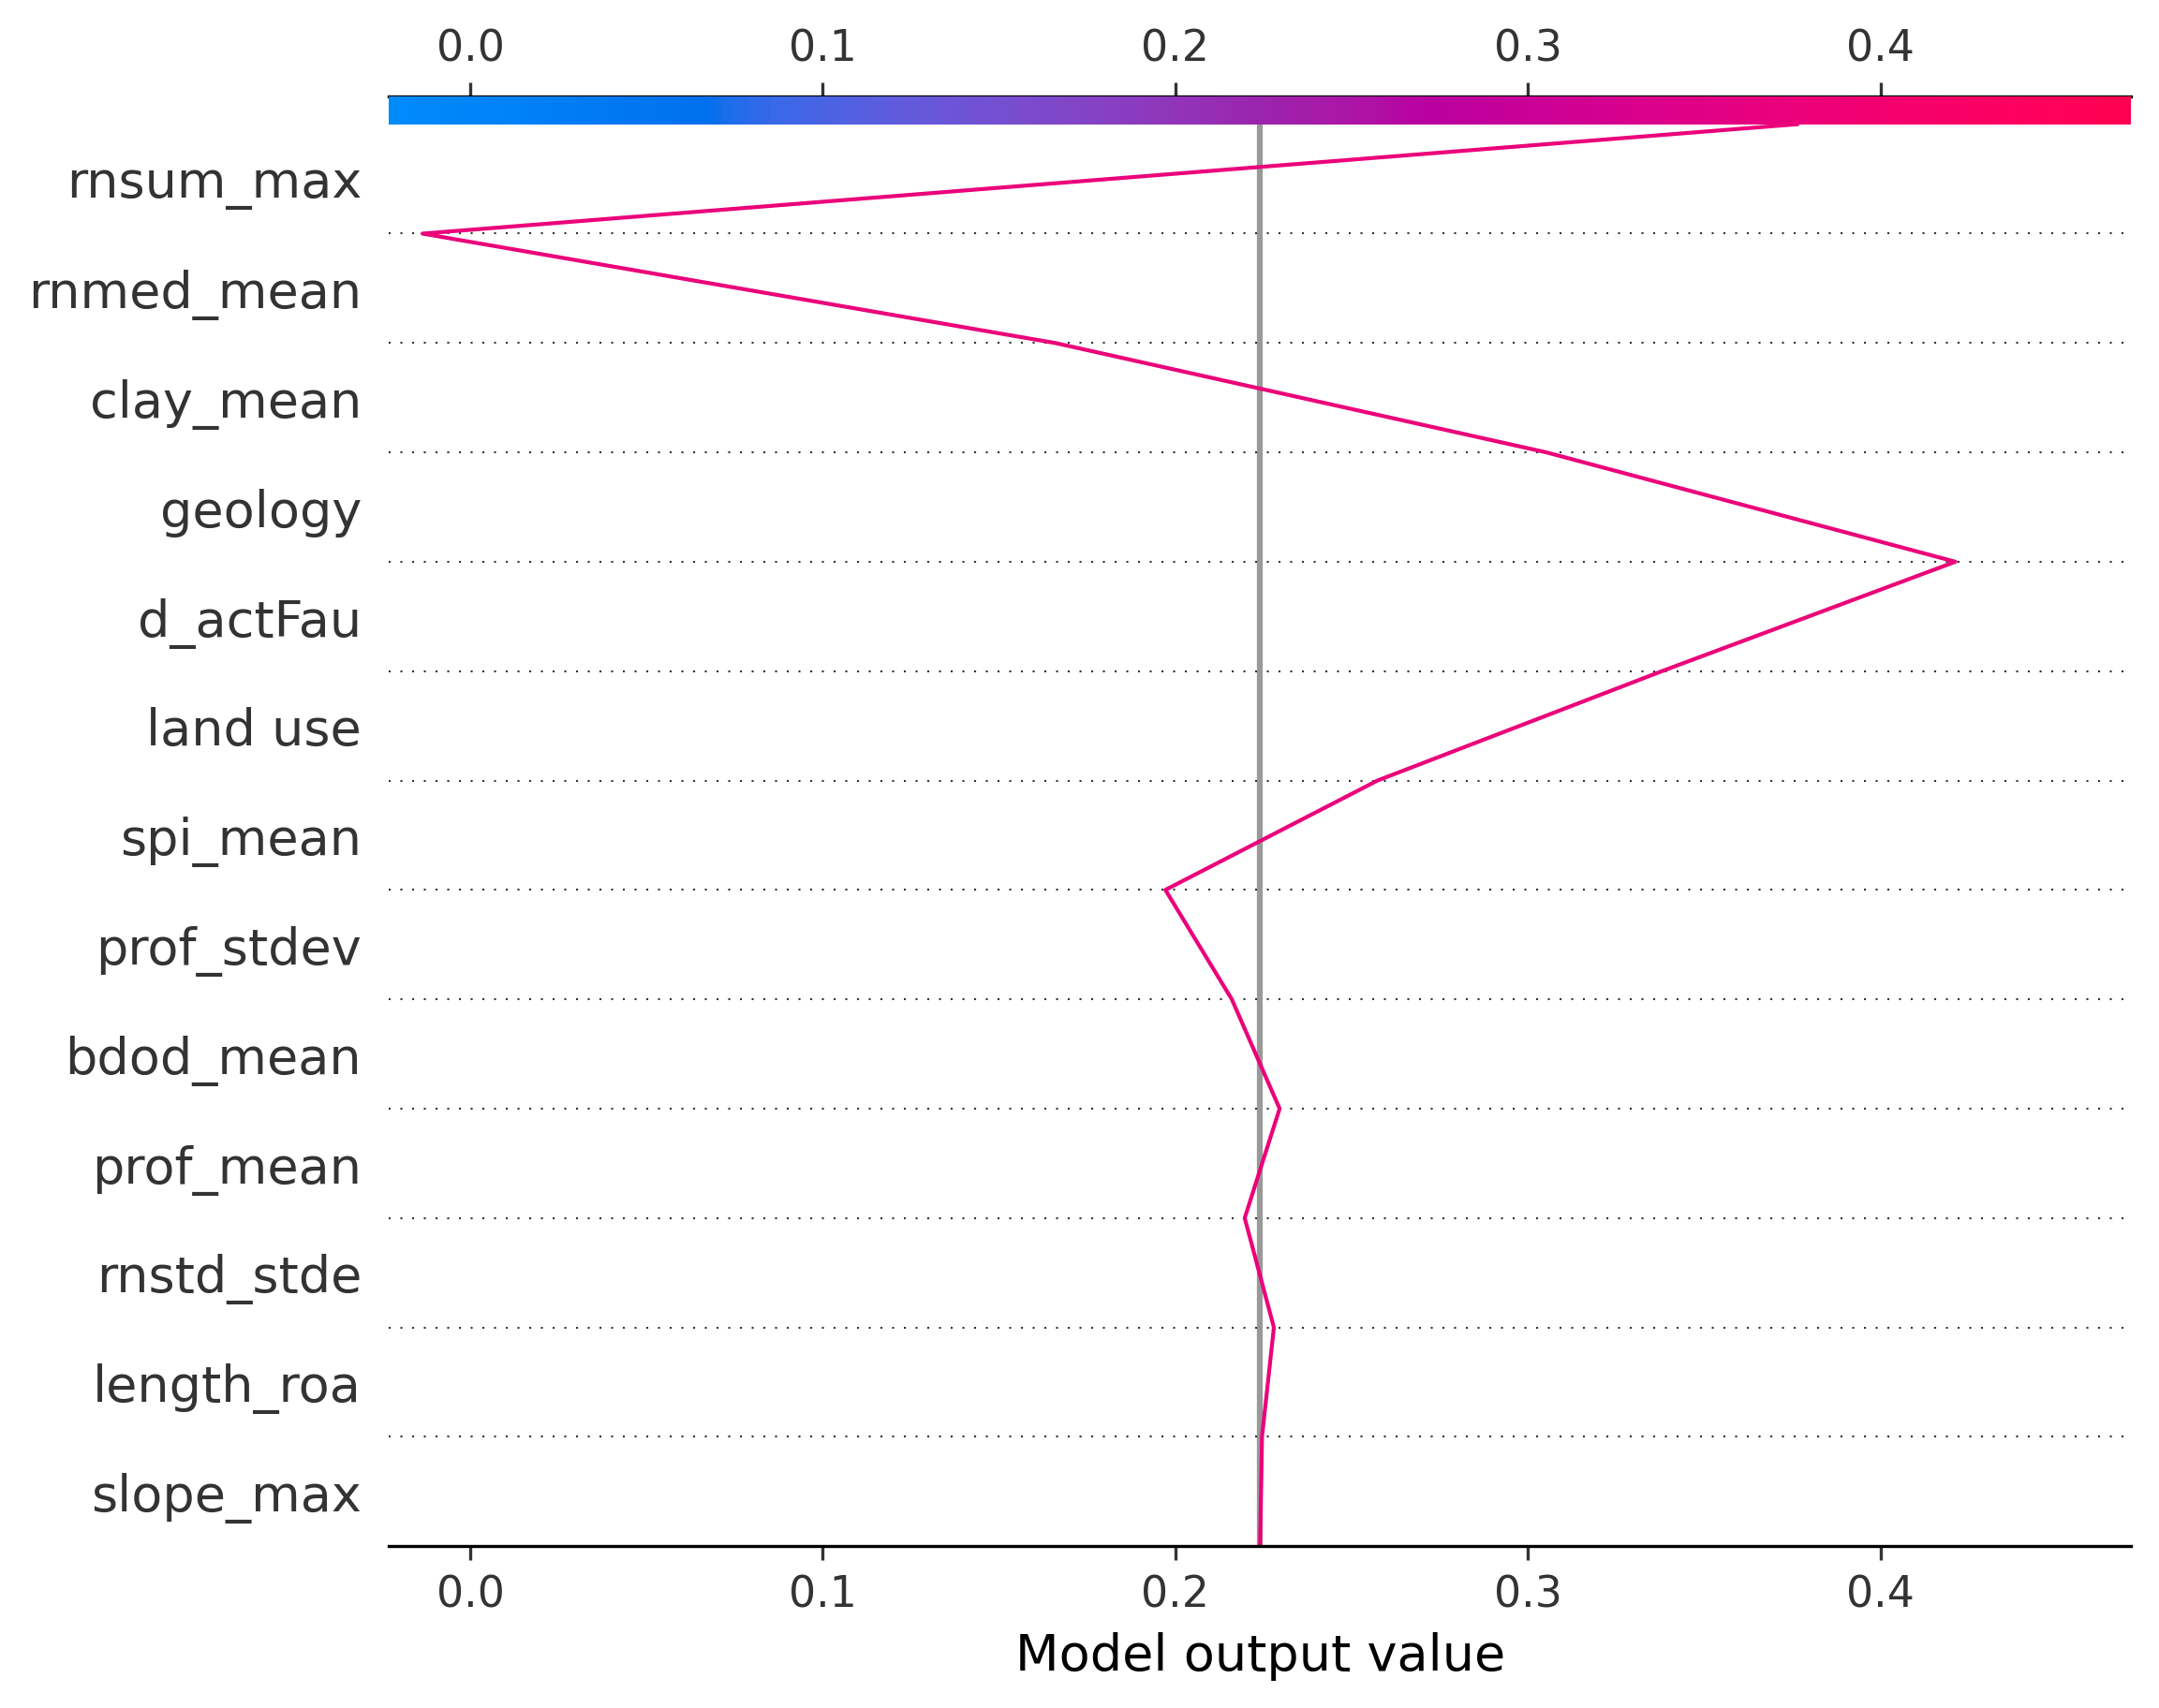 0.0 0.1 0.2 0.3 0.4
rnsum_max
rnmed_mean
clay_mean
geology
d_actFau
land use
spi_mean
prof_stdev
bdod_mean
prof_mean
rnstd_stde
length_roa
slope_max
0.0 0.1 0.2 0.3 0.4
Model output value